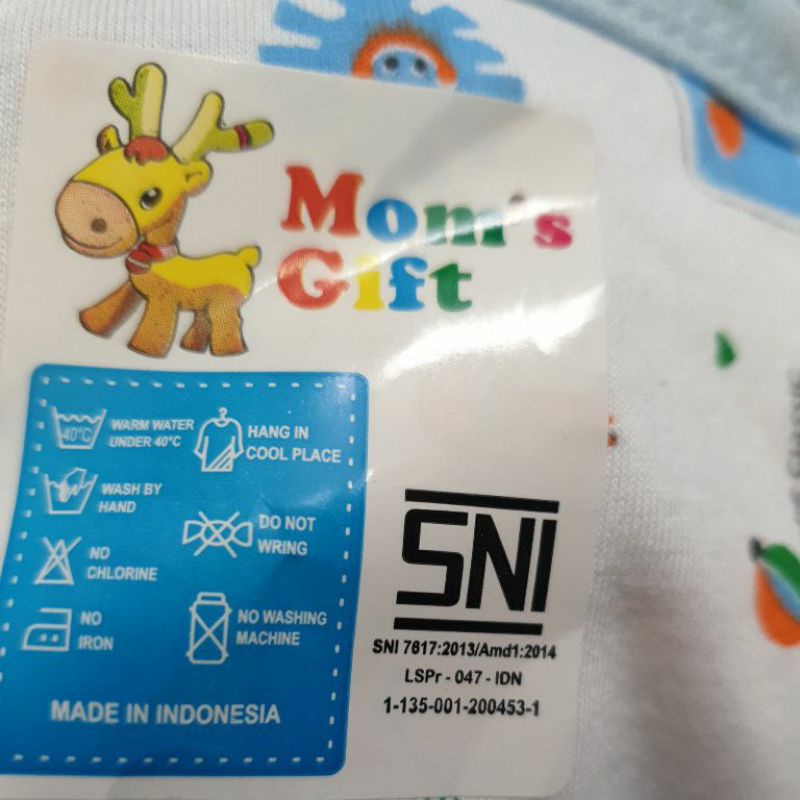 Mom's
Gift
40°C
WARM WATER
UNDER 40°C
HANG IN
COOL PLACE
WASH BY
HAND
DO NOT
WRING
NO
CHLORINE
NO
IRON
NO WASHING
MACHINE
MADE IN INDONESIA
SNI
SNI 7617:2013/Amd1:2014
LSPr - 047 - IDN
1-135-001-200453-1